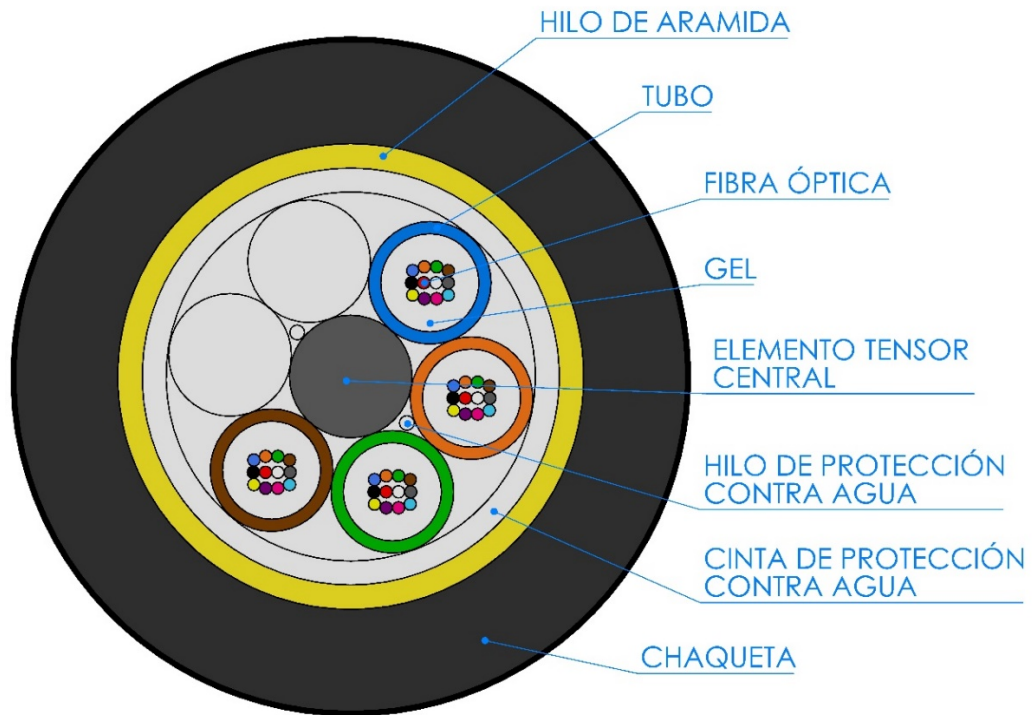 HILO DE ARAMIDA
TUBO
FIBRA ÓPTICA
GEL
ELEMENTO TENSOR
CENTRAL
HILO DE PROTECCIÓN
CONTRA AGUA
CINTA DE PROTECCIÓN
CONTRA AGUA
CHAQUETA